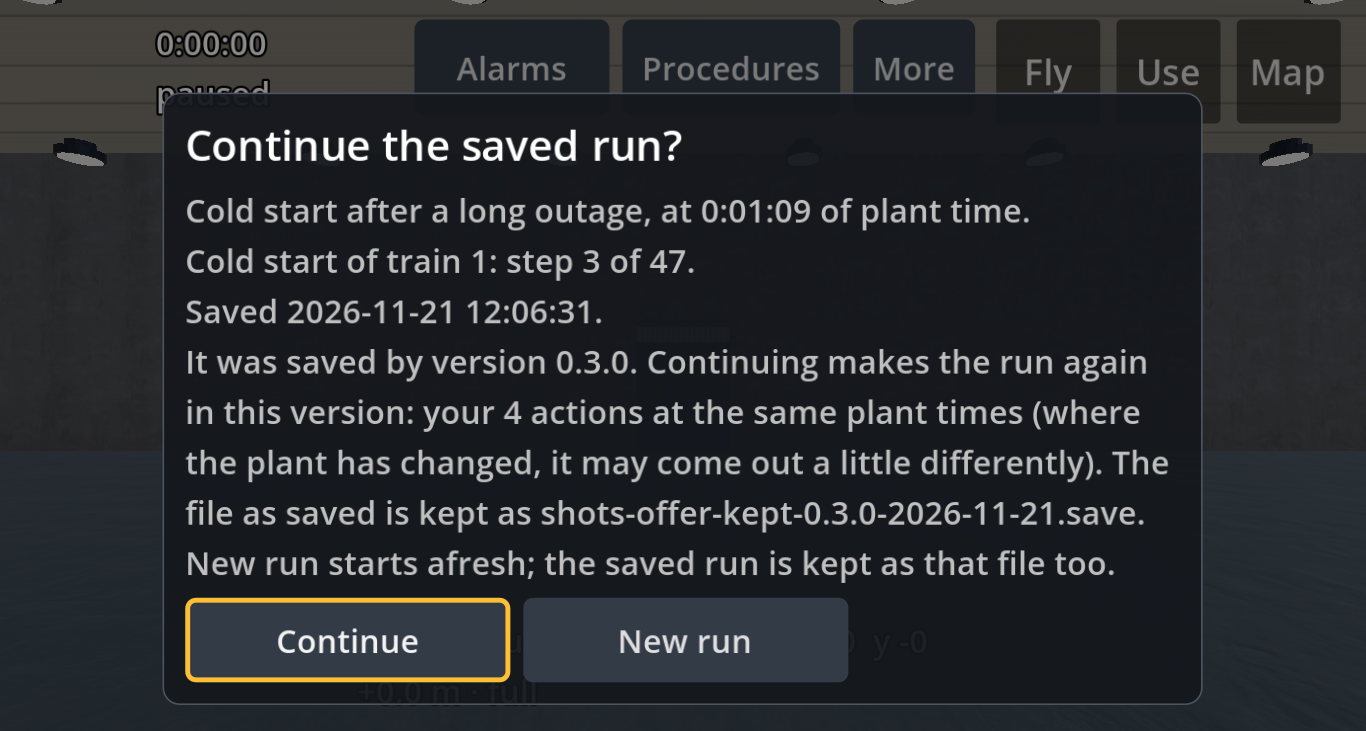 0:00:00
paused
Alarms
Procedures
More
Fly
Use
Map
Continue the saved run?
Cold start after a long outage, at 0:01:09 of plant time.
Cold start of train 1: step 3 of 47.
Saved 2026-11-21 12:06:31.
It was saved by version 0.3.0. Continuing makes the run again
in this version: your 4 actions at the same plant times (where
the plant has changed, it may come out a little differently). The
file as saved is kept as shots-offer-kept-0.3.0-2026-11-21.save.
New run starts afresh; the saved run is kept as that file too.
Continue
New run
y -0
+0.0 m · full